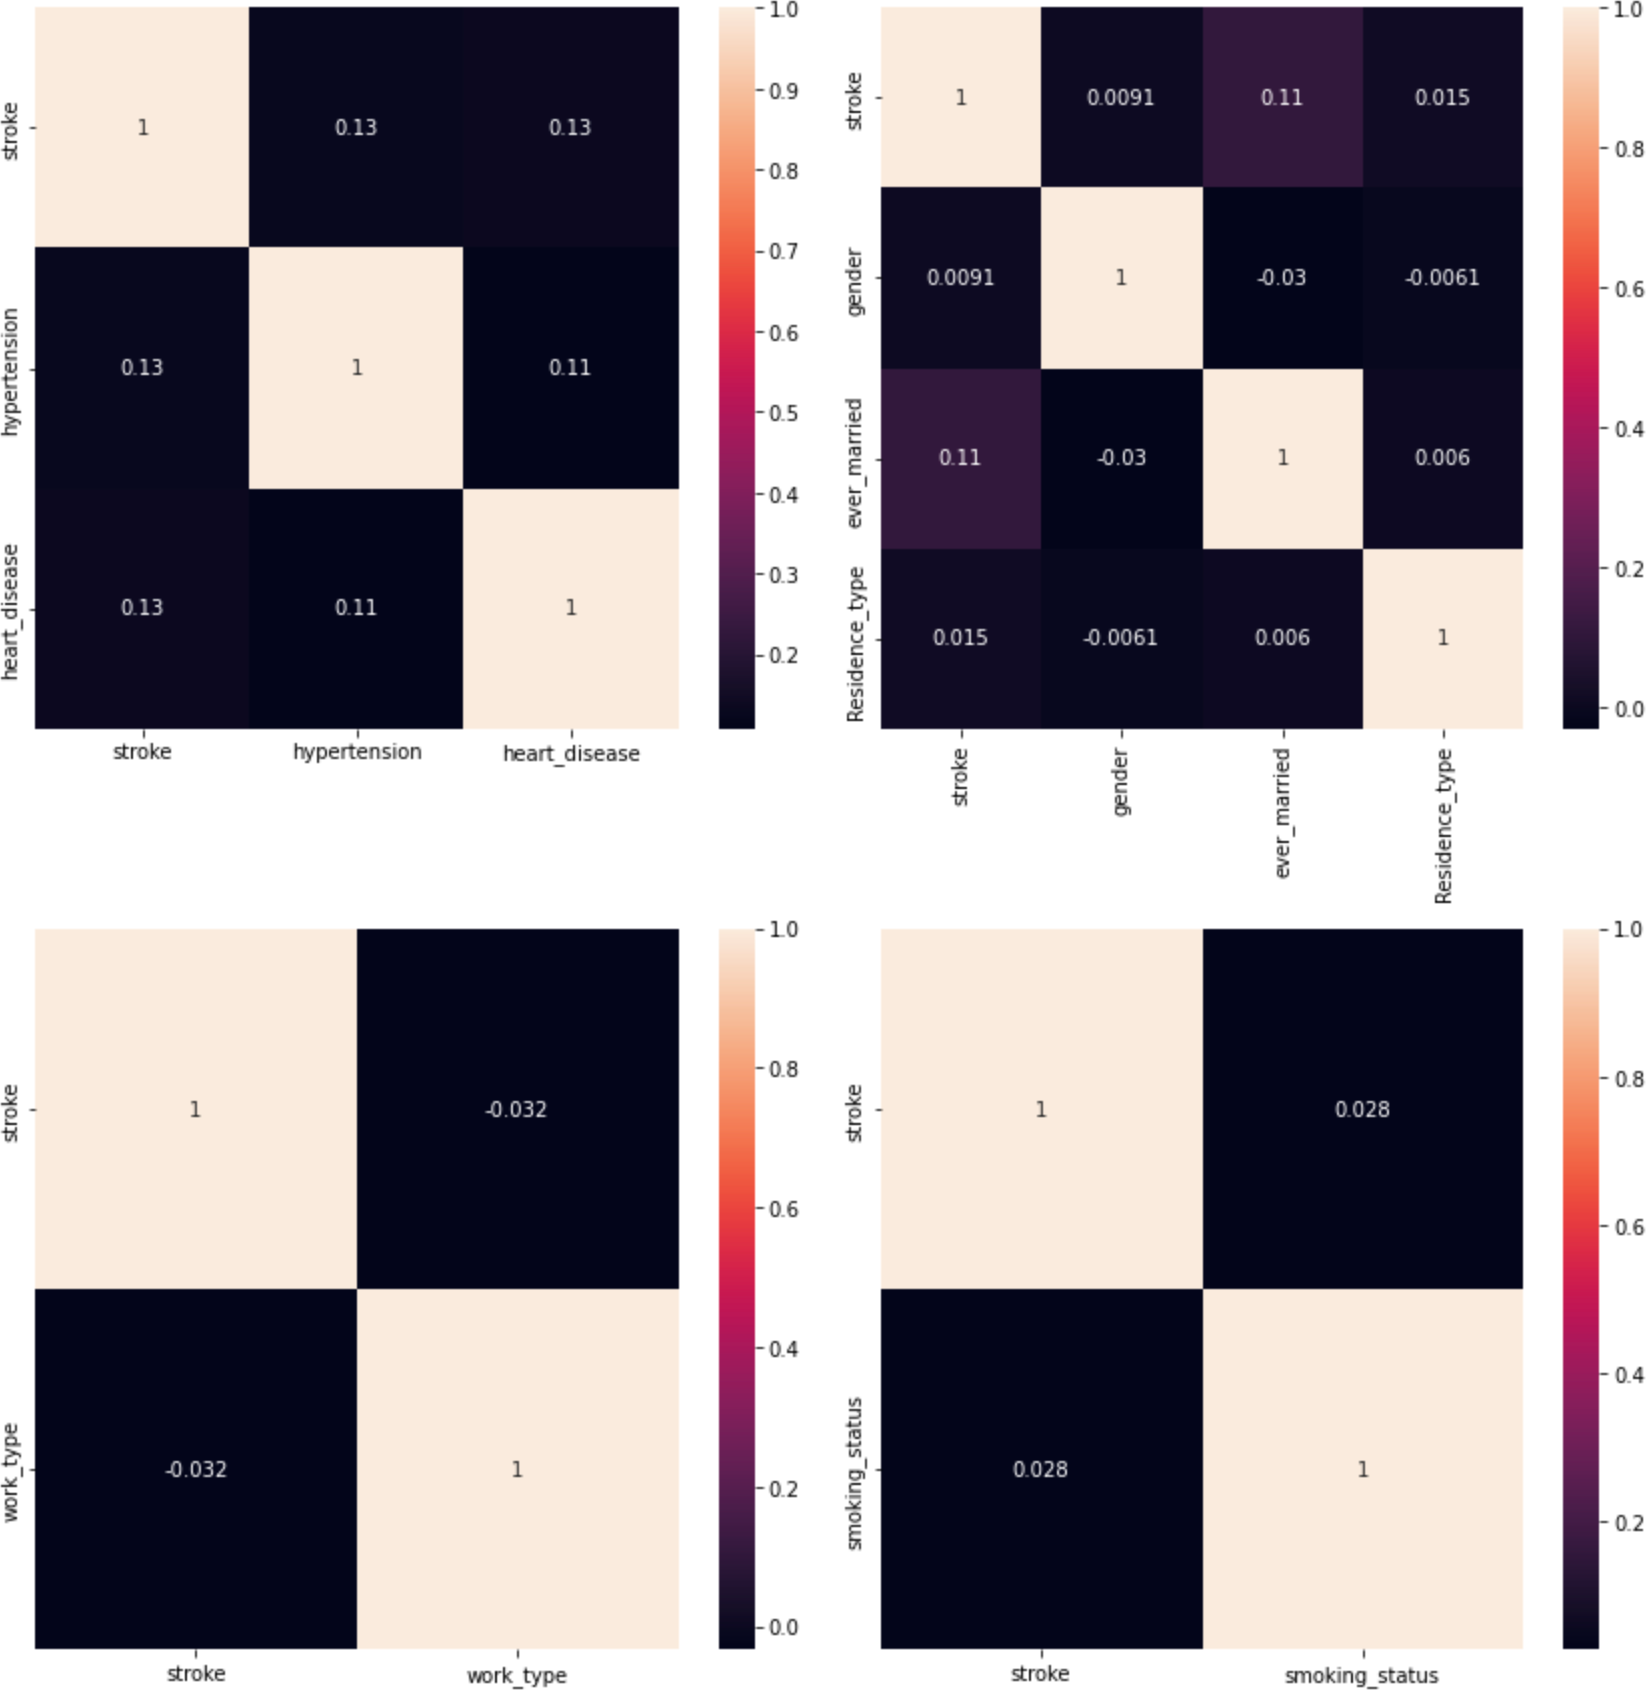 1.0
0.9
0.8
0.7
0.6
0.5
0.4
0.3
0.2
stroke
hypertension
heart_disease
1 0.13 0.13
0.13 1 0.11
0.13 0.11 1
stroke hypertension heart_disease
1.0
0.8
0.6
0.4
0.2
0.0
stroke
gender
ever_married
Residence_type
1 0.0091 0.11 0.015
0.0091 1 -0.03 -0.0061
0.11 -0.03 1 0.006
0.015 -0.0061 0.006 1
stroke gender ever_married Residence_type
1.0
0.8
0.6
0.4
0.2
0.0
stroke
work_type
1 -0.032
-0.032 1
stroke work_type
1.0
0.8
0.6
0.4
0.2
stroke
smoking_status
1 0.028
0.028 1
stroke smoking_status